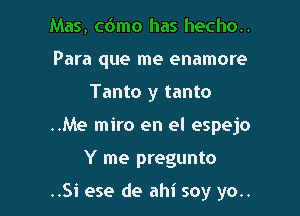 Mas, cómo has hecho..
Para que me enamore
Tanto y tanto
..Me miro en el espejo
Y me pregunto
..Si ese de ahí soy yo..